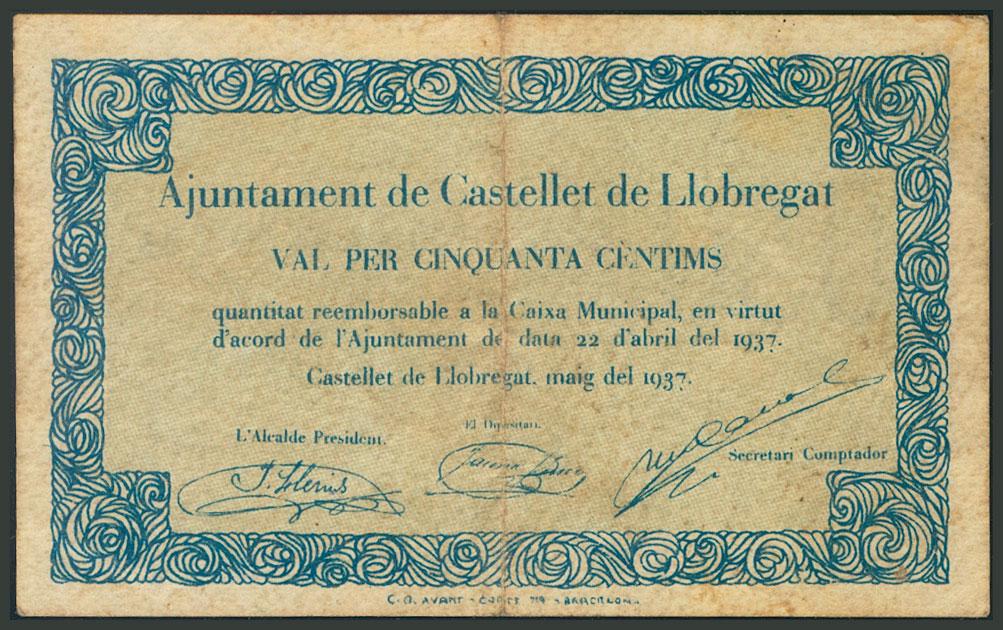 Ajuntament de Castellet de Llobregat
VAL PER CINQUANTA CÈNTIMS
quantitat reemborsable a la Caixa Municipal, en virtut
d'acord de l'Ajuntament de data 22 d'abril del 1937.
Castellet de Llobregat, maig del 1937.
L'Alcalde President.
El Dipositari.
Secretari Comptador
C.G. AVANT - 719 - BARCELONA